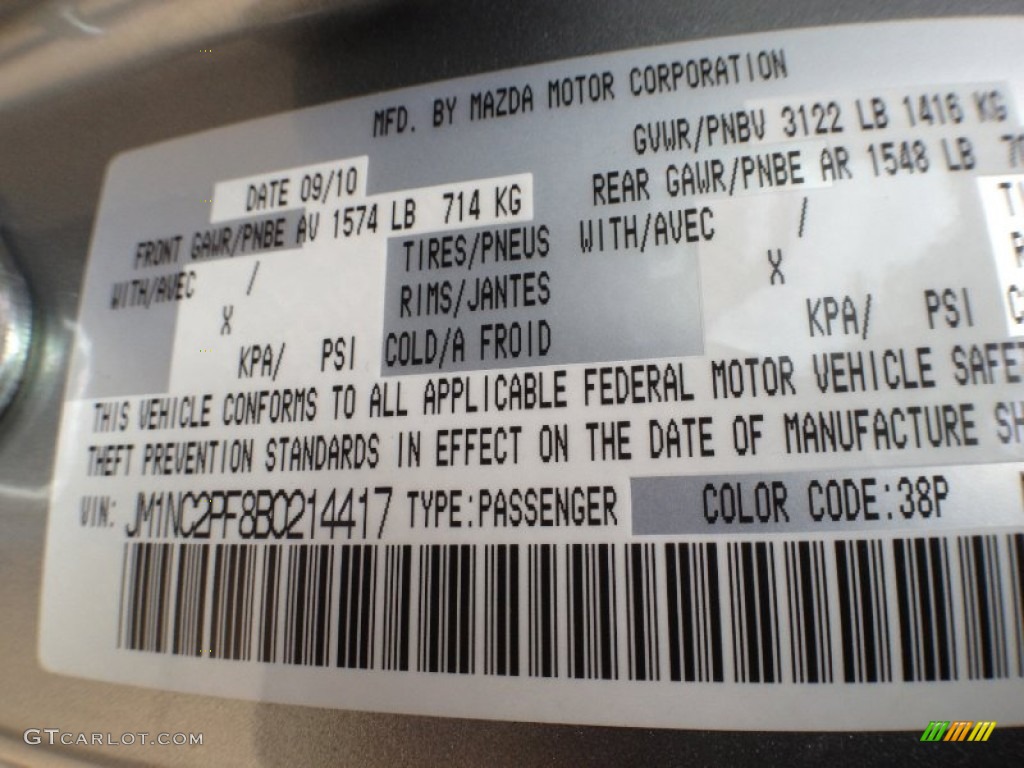 MFD. BY MAZDA MOTOR CORPORATION
DATE 09/10 GVWR/PNBV 3122 LB 1416 KG
FRONT GAWR/PNBE AV 1574 LB 714 KG REAR GAWR/PNBE AR 1548 LB
WITH/AVEC / TIRES/PNEUS WITH/AVEC /
X RIMS/JANTES X
KPA/ PSI COLD/A FROID KPA/ PSI
THIS VEHICLE CONFORMS TO ALL APPLICABLE FEDERAL MOTOR VEHICLE SAFET
THEFT PREVENTION STANDARDS IN EFFECT ON THE DATE OF MANUFACTURE SH
VIN: JM1NC2PF8B0214417 TYPE:PASSENGER COLOR CODE:38P
GTCARLOT.COM